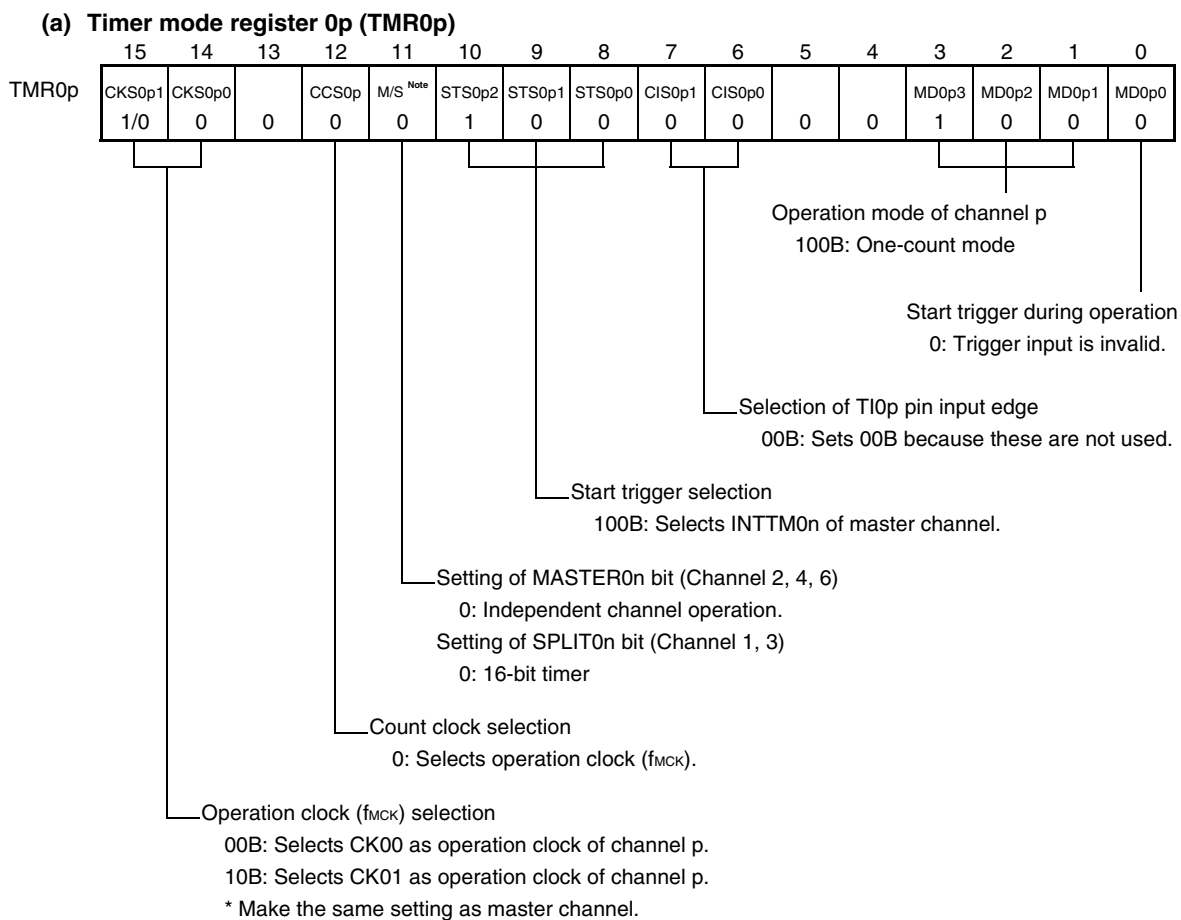 (a) Timer mode register 0p (TMR0p)
15 14 13 12 11 10 9 8 7 6 5 4 3 2 1 0
TMR0p CKS0p1 CKS0p0 CCS0p M/S Note STS0p2 STS0p1 STS0p0 CIS0p1 CIS0p0 MD0p3 MD0p2 MD0p1 MD0p0
1/0 0 0 0 0 1 0 0 0 0 0 0 1 0 0 0
Operation mode of channel p
100B: One-count mode
Start trigger during operation
0: Trigger input is invalid.
Selection of TI0p pin input edge
00B: Sets 00B because these are not used.
Start trigger selection
100B: Selects INTTM0n of master channel.
Setting of MASTER0n bit (Channel 2, 4, 6)
0: Independent channel operation.
Setting of SPLIT0n bit (Channel 1, 3)
0: 16-bit timer
Count clock selection
0: Selects operation clock (fMCK).
Operation clock (fMCK) selection
00B: Selects CK00 as operation clock of channel p.
10B: Selects CK01 as operation clock of channel p.
* Make the same setting as master channel.